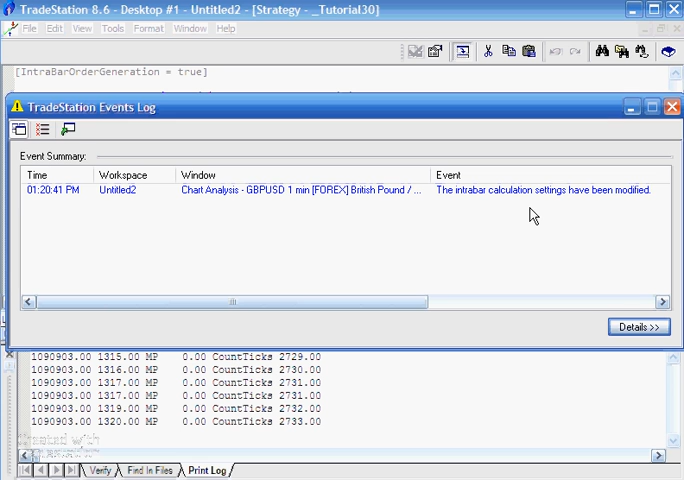 TradeStation 8.6 - Desktop #1 - Untitled2 - [Strategy - _Tutorial30]
File Edit View Tools Format Window Help
[IntraBarOrderGeneration = true]
TradeStation Events Log
Event Summary:
Time Workspace Window Event
01:20:41 PM Untitled2 Chart Analysis - GBPUSD 1 min [FOREX] British Pound / ... The intrabar calculation settings have been modified.
Details >>
1090903.00 1315.00 MP 0.00 CountTicks 2729.00
1090903.00 1316.00 MP 0.00 CountTicks 2730.00
1090903.00 1317.00 MP 0.00 CountTicks 2731.00
1090903.00 1317.00 MP 0.00 CountTicks 2731.00
1090903.00 1319.00 MP 0.00 CountTicks 2732.00
1090903.00 1320.00 MP 0.00 CountTicks 2733.00
Created with
Verify Find In Files Print Log